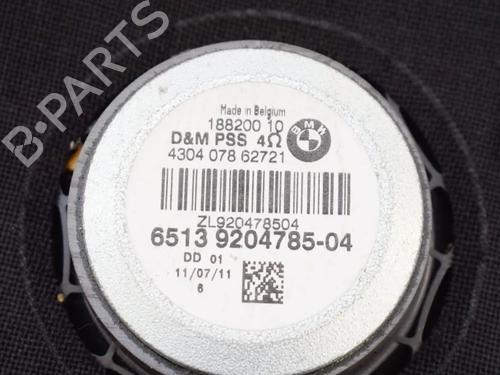 Made in Belgium
188200 10
D&M PSS 4Ω
4304 078 62721
BMW
ZL920478504
6513 9204785-04
DD 01
11/07/11
6
B-PARTS